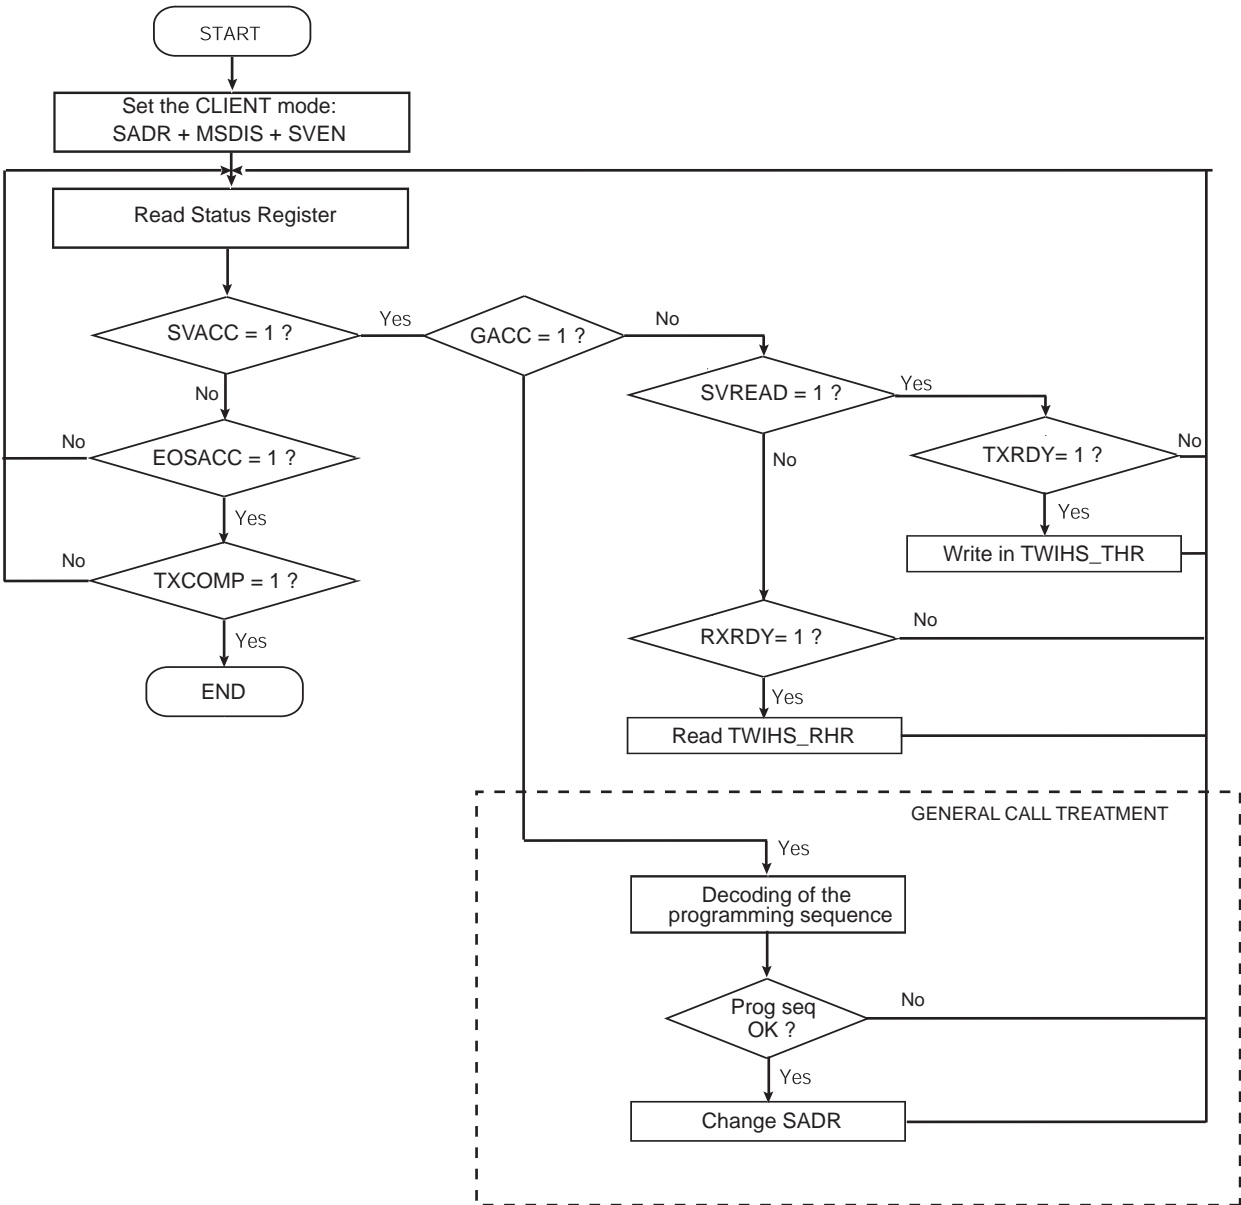 START
Set the CLIENT mode:
SADR + MSDIS + SVEN
Read Status Register
SVACC = 1 ?
Yes
GACC = 1 ?
No
SVREAD = 1 ?
Yes
No
No
EOSACC = 1 ?
No
TXRDY= 1 ?
No
Yes
Yes
Write in TWIHS_THR
No
TXCOMP = 1 ?
Yes
RXRDY= 1 ?
No
END
Yes
Read TWIHS_RHR
GENERAL CALL TREATMENT
Yes
Decoding of the
programming sequence
Prog seq
OK ?
No
Yes
Change SADR